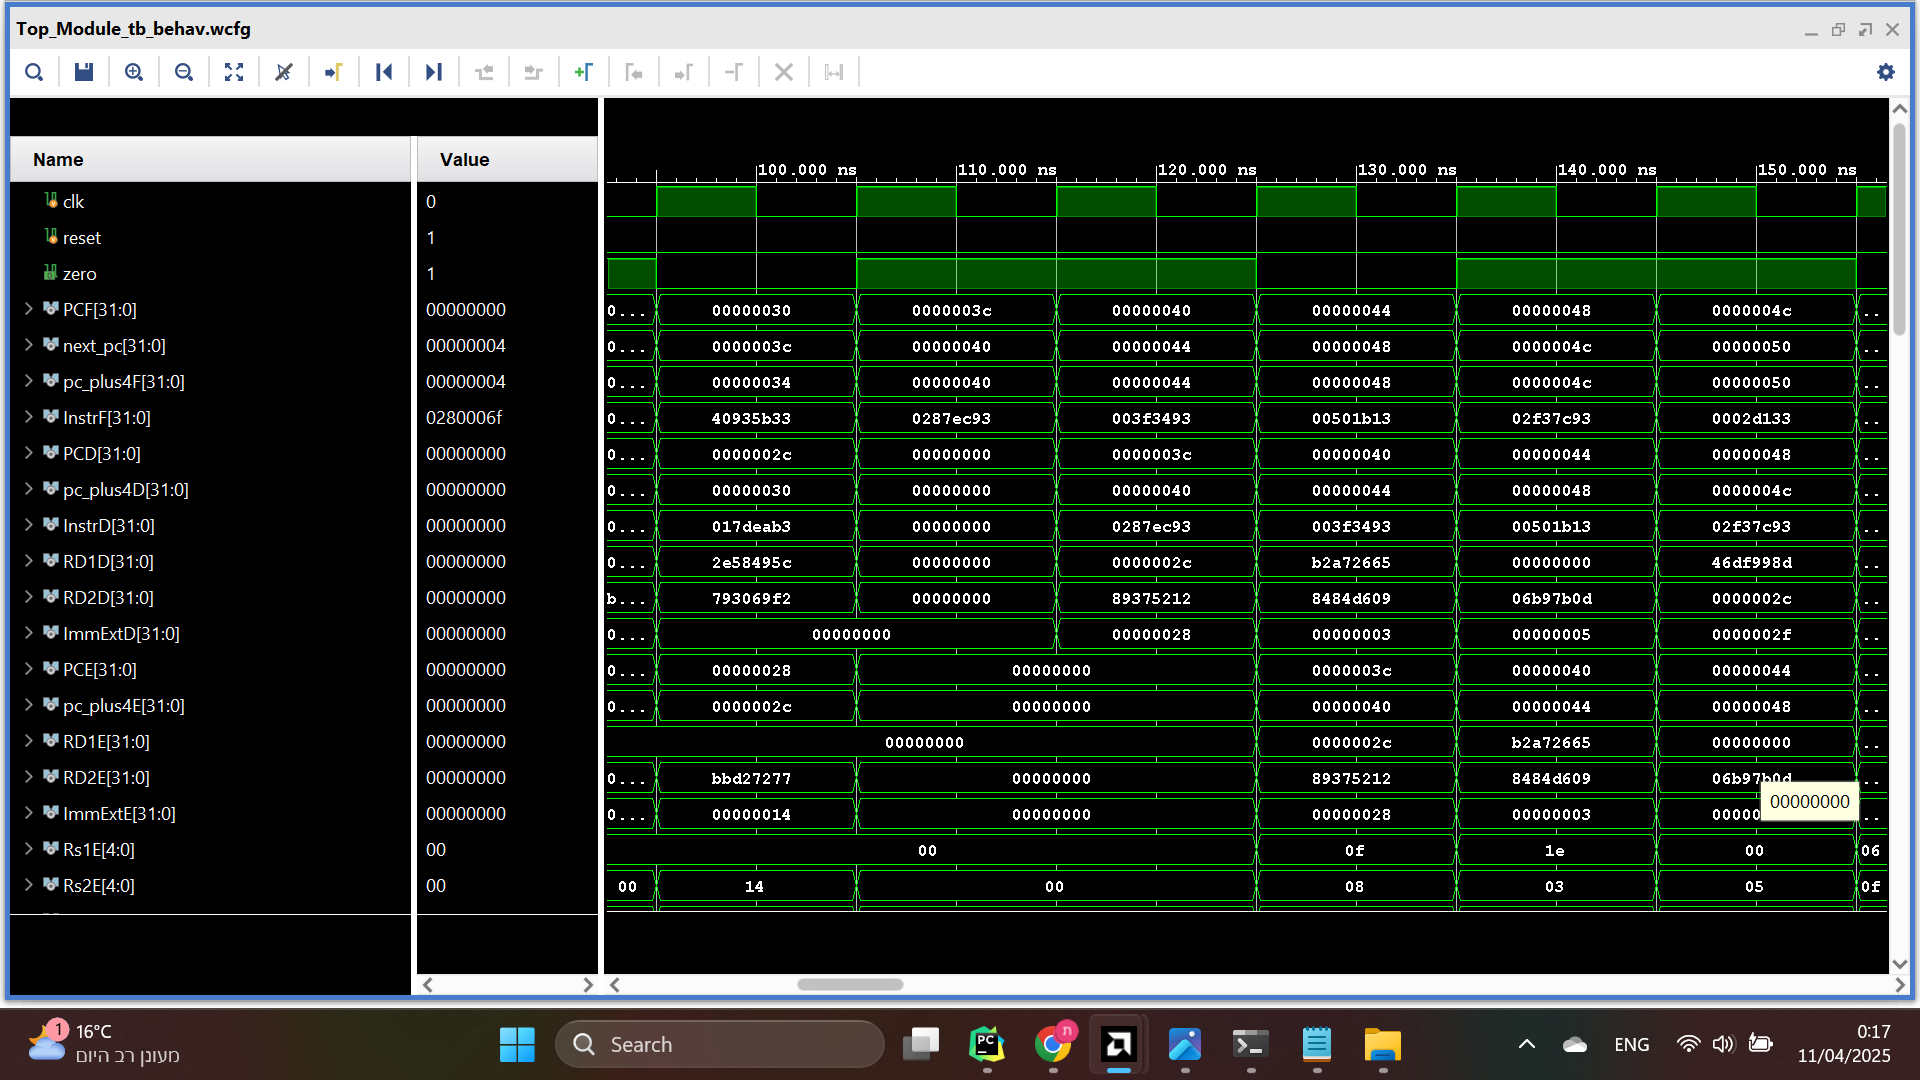 Top_Module_tb_behav.wcfg
Name Value
100.000 ns 110.000 ns 120.000 ns 130.000 ns 140.000 ns 150.000 ns
clk 0
reset 1
zero 1
PCF[31:0] 00000000 0... 00000030 0000003c 00000040 00000044 00000048 0000004c ..
next_pc[31:0] 00000004 0... 0000003c 00000040 00000044 00000048 0000004c 00000050 ..
pc_plus4F[31:0] 00000004 0... 00000034 00000040 00000044 00000048 0000004c 00000050 ..
InstrF[31:0] 0280006f 0... 40935b33 0287ec93 003f3493 00501b13 02f37c93 0002d133 ..
PCD[31:0] 00000000 0... 0000002c 00000000 0000003c 00000040 00000044 00000048 ..
pc_plus4D[31:0] 00000000 0... 00000030 00000000 00000040 00000044 00000048 0000004c ..
InstrD[31:0] 00000000 0... 017deab3 00000000 0287ec93 003f3493 00501b13 02f37c93 ..
RD1D[31:0] 00000000 0... 2e58495c 00000000 0000002c b2a72665 00000000 46df998d ..
RD2D[31:0] 00000000 b... 793069f2 00000000 89375212 8484d609 06b97b0d 0000002c ..
ImmExtD[31:0] 00000000 0... 00000000 00000028 00000003 00000005 0000002f ..
PCE[31:0] 00000000 0... 00000028 00000000 0000003c 00000040 00000044 ..
pc_plus4E[31:0] 00000000 0... 0000002c 00000000 00000040 00000044 00000048 ..
RD1E[31:0] 00000000 00000000 0000002c b2a72665 00000000 ..
RD2E[31:0] 00000000 0... bbd27277 00000000 89375212 8484d609 06b97b0d ..
00000000
ImmExtE[31:0] 00000000 0... 00000014 00000000 00000028 00000003 ..
Rs1E[4:0] 00 00 0f 1e 00 06
Rs2E[4:0] 00 00 14 00 08 03 05 0f
1 16°C
מעונן רב היום
Search
PC
ת
ENG
0:17
11/04/2025